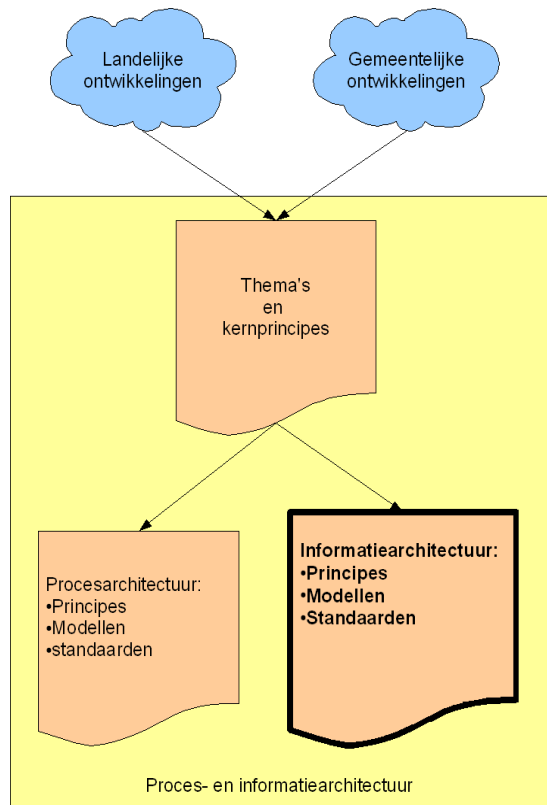 Landelijke
ontwikkelingen
Gemeentelijke
ontwikkelingen
Thema's
en
kernprincipes
Procesarchitectuur:
•Principes
•Modellen
•standaarden
Informatiearchitectuur:
•Principes
•Modellen
•Standaarden
Proces- en informatiearchitectuur